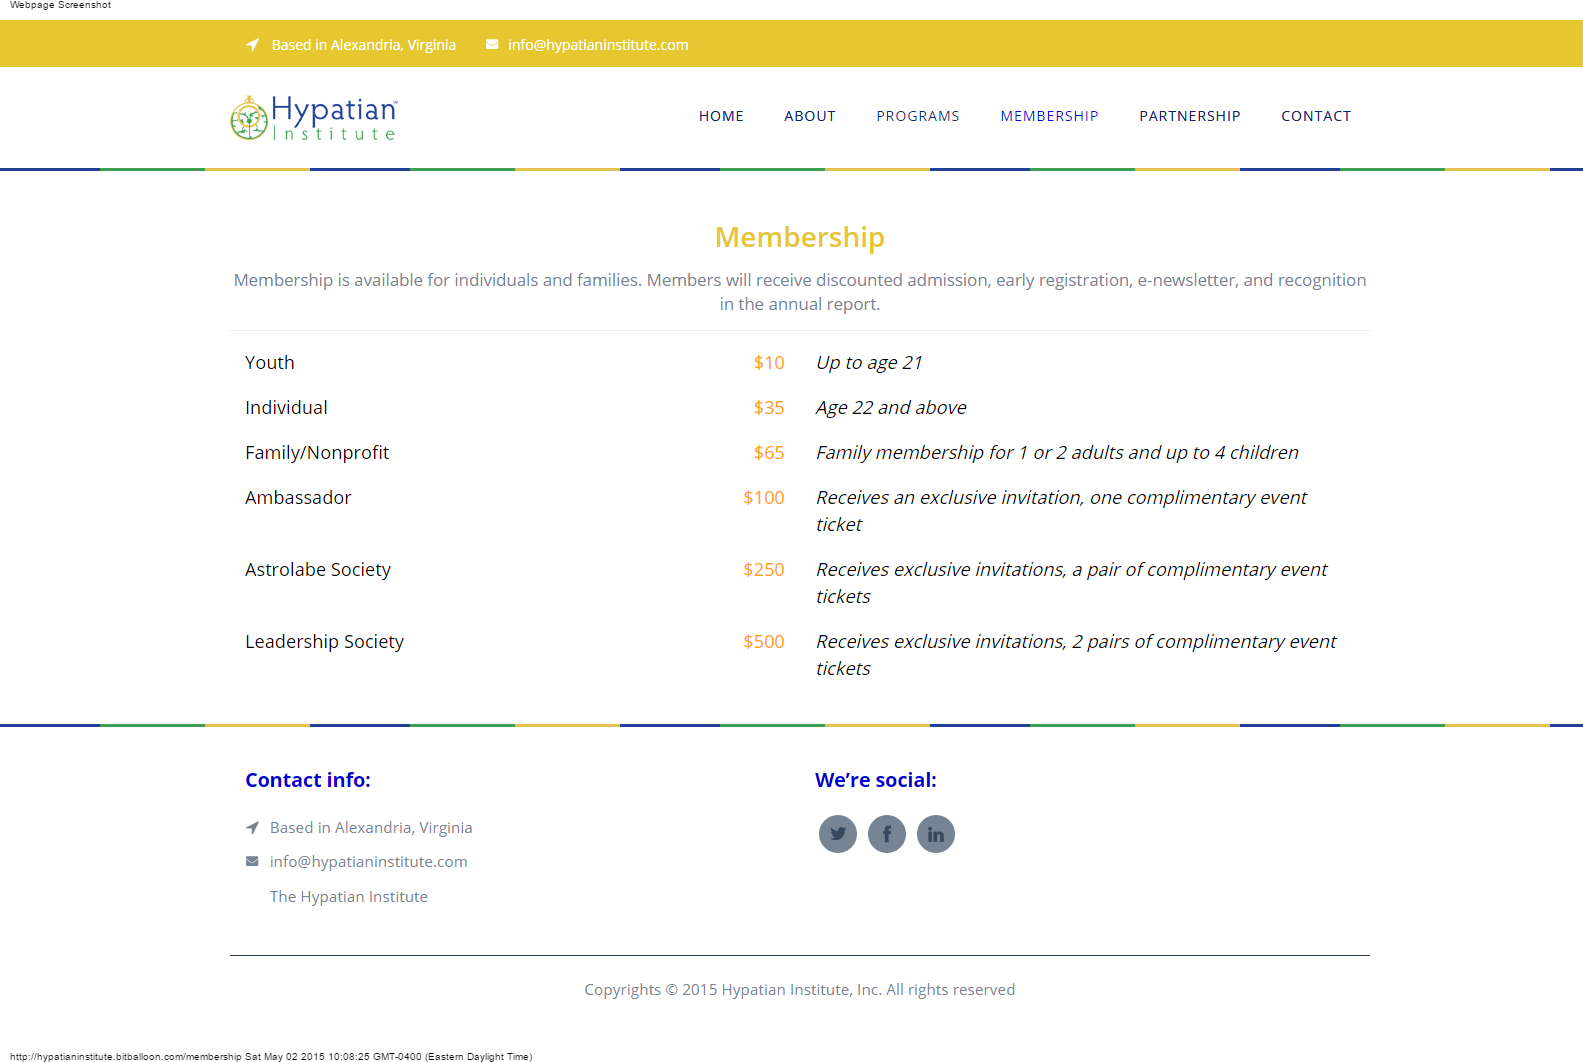 Webpage Screenshot
Based in Alexandria, Virginia info@hypatianinstitute.com
Hypatian
Institute
HOME ABOUT PROGRAMS MEMBERSHIP PARTNERSHIP CONTACT
Membership
Membership is available for individuals and families. Members will receive discounted admission, early registration, e-newsletter, and recognition
in the annual report.
Youth $10 Up to age 21
Individual $35 Age 22 and above
Family/Nonprofit $65 Family membership for 1 or 2 adults and up to 4 children
Ambassador $100 Receives an exclusive invitation, one complimentary event
ticket
Astrolabe Society $250 Receives exclusive invitations, a pair of complimentary event
tickets
Leadership Society $500 Receives exclusive invitations, 2 pairs of complimentary event
tickets
Contact info: We’re social:
Based in Alexandria, Virginia
info@hypatianinstitute.com
The Hypatian Institute
Copyrights © 2015 Hypatian Institute, Inc. All rights reserved
http://hypatianinstitute.bitballoon.com/membership Sat May 02 2015 10:08:25 GMT-0400 (Eastern Daylight Time)